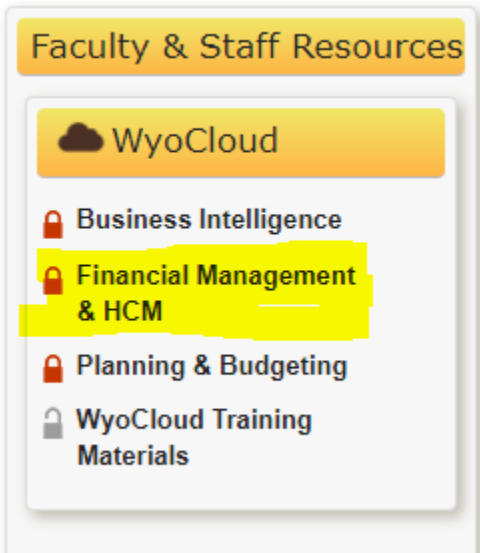 Faculty & Staff Resources
WyoCloud
Business Intelligence
Financial Management
& HCM
Planning & Budgeting
WyoCloud Training
Materials